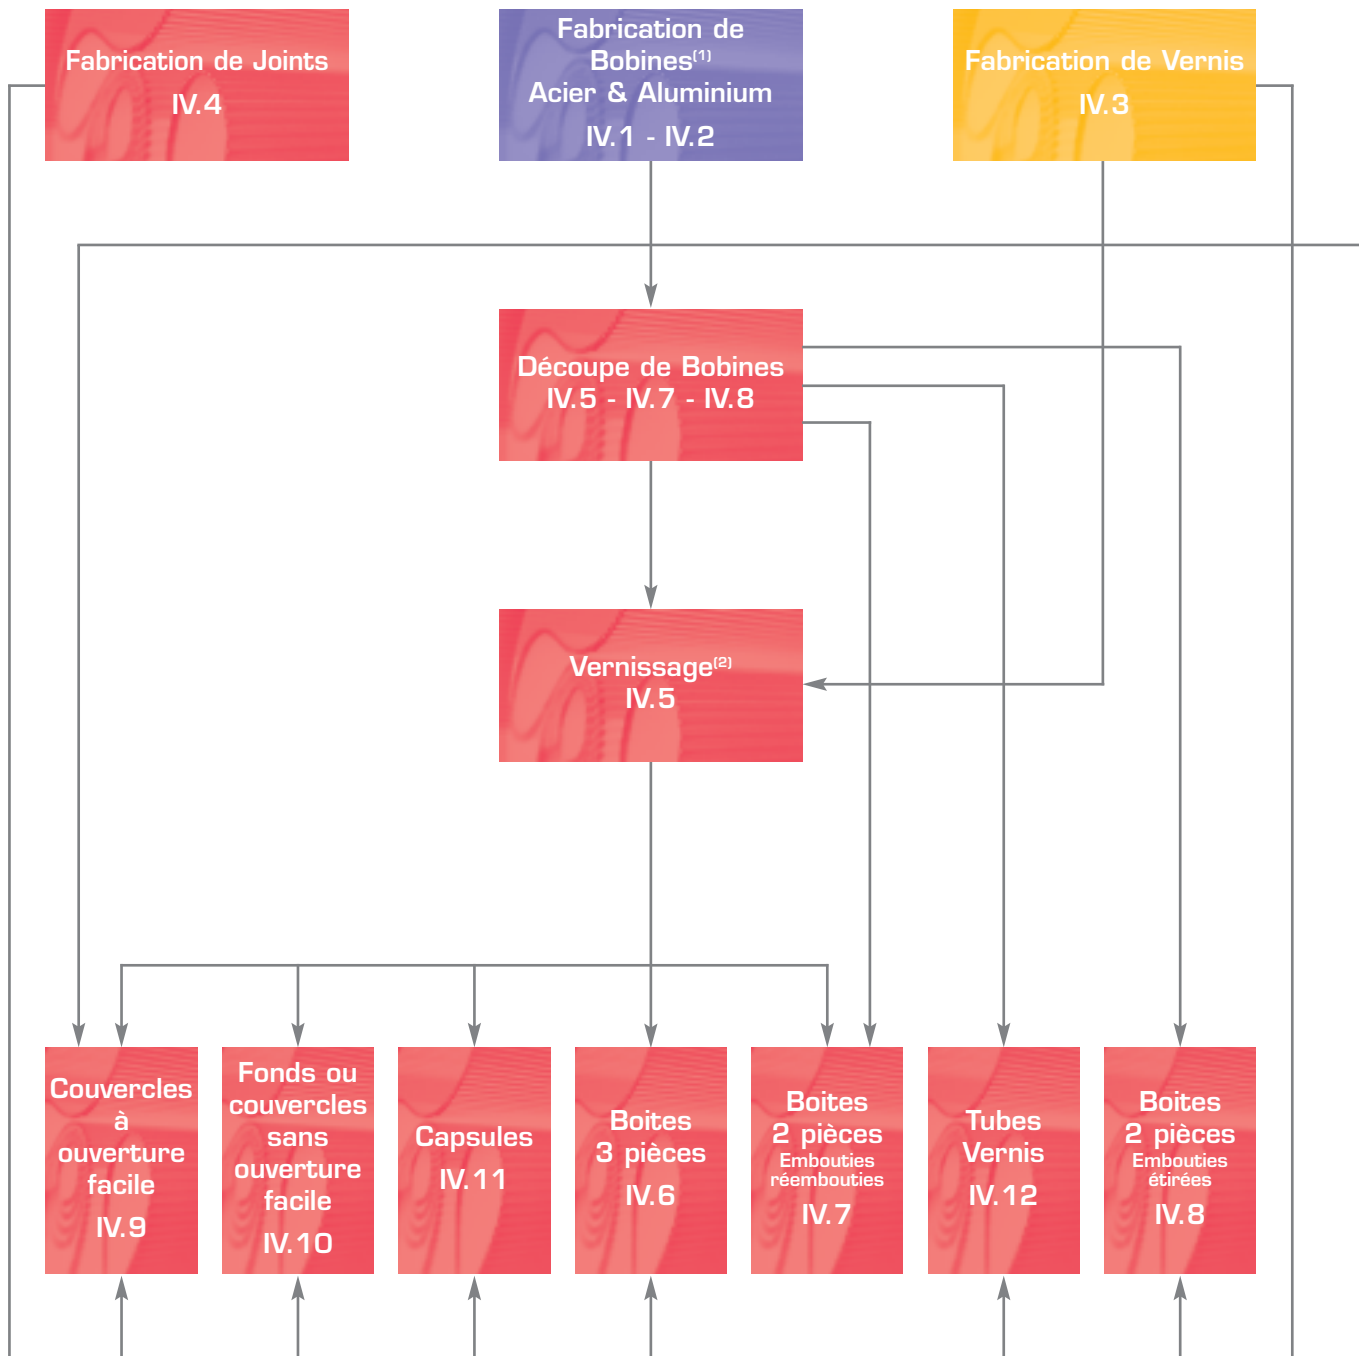 Fabrication de Joints
IV.4
Fabrication de
Bobines(1)
Acier & Aluminium
IV.1 - IV.2
Fabrication de Vernis
IV.3
Découpe de Bobines
IV.5 - IV.7 - IV.8
Vernissage(2)
IV.5
Couvercles
à
ouverture
facile
IV.9
Fonds ou
couvercles
sans
ouverture
facile
IV.10
Capsules
IV.11
Boites
3 pièces
IV.6
Boites
2 pièces
Embouties
réembouties
IV.7
Tubes
Vernis
IV.12
Boites
2 pièces
Embouties
étirées
IV.8